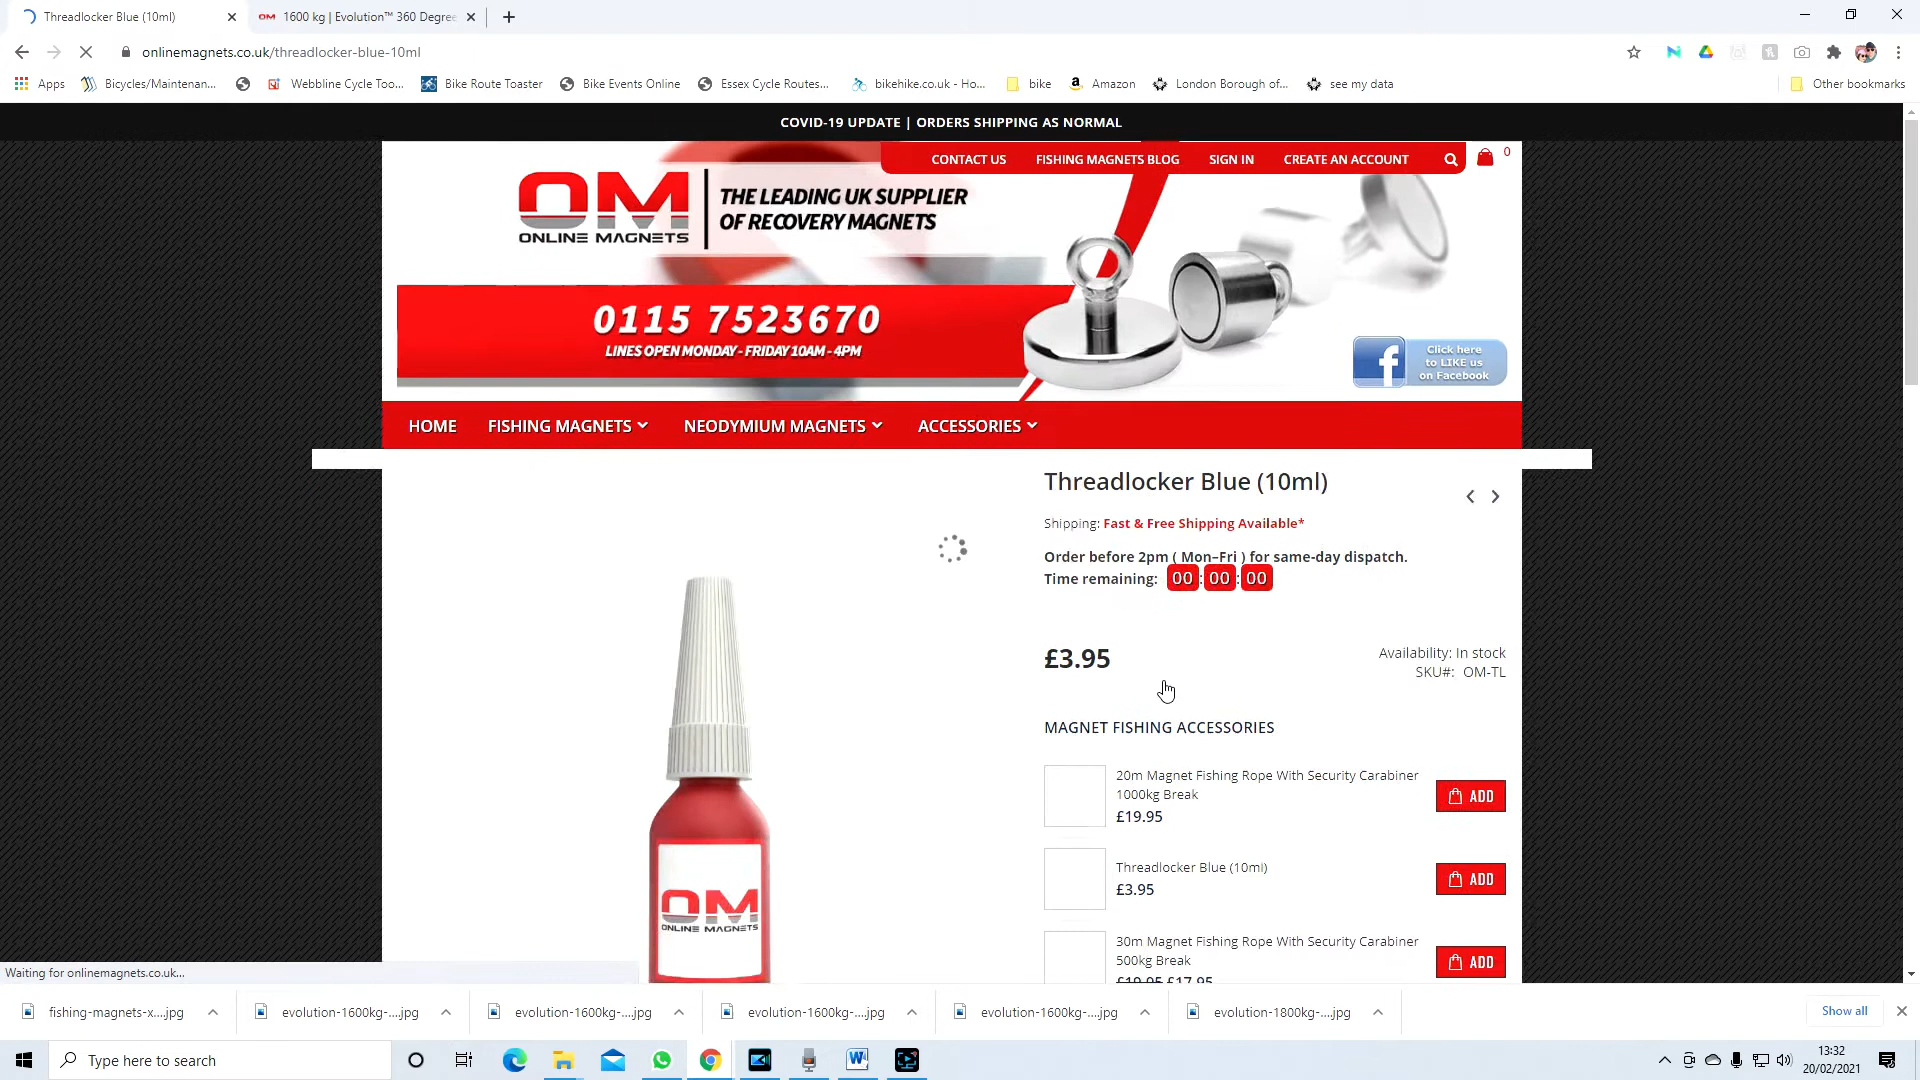 Threadlocker Blue (10ml)
OM 1600 kg | Evolution™ 360 Degree
onlinemagnets.co.uk/threadlocker-blue-10ml
Apps
Bicycles/Maintenan...
Webbline Cycle Too...
Bike Route Toaster
Bike Events Online
Essex Cycle Routes...
bikehike.co.uk - Ho...
bike
Amazon
London Borough of...
see my data
Other bookmarks
COVID-19 UPDATE | ORDERS SHIPPING AS NORMAL
CONTACT US
FISHING MAGNETS BLOG
SIGN IN
CREATE AN ACCOUNT
0
OM
ONLINE MAGNETS
THE LEADING UK SUPPLIER
OF RECOVERY MAGNETS
0115 7523670
LINES OPEN MONDAY - FRIDAY 10AM - 4PM
Click here
to LIKE us
on Facebook
HOME
FISHING MAGNETS
NEODYMIUM MAGNETS
ACCESSORIES
Threadlocker Blue (10ml)
Shipping: Fast & Free Shipping Available*
Order before 2pm ( Mon–Fri ) for same-day dispatch.
Time remaining: 00:00:00
£3.95
Availability: In stock
SKU#: OM-TL
MAGNET FISHING ACCESSORIES
20m Magnet Fishing Rope With Security Carabiner
1000kg Break
£19.95
ADD
Threadlocker Blue (10ml)
£3.95
ADD
30m Magnet Fishing Rope With Security Carabiner
500kg Break
£19.95 £17.95
ADD
OM
ONLINE MAGNETS
Waiting for onlinemagnets.co.uk...
fishing-magnets-x....jpg
evolution-1600kg-....jpg
evolution-1600kg-....jpg
evolution-1600kg-....jpg
evolution-1600kg-....jpg
evolution-1800kg-....jpg
Show all
Type here to search
13:32
20/02/2021